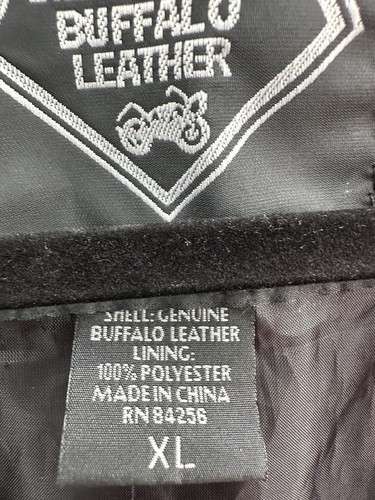 BUFFALO
LEATHER
SHELL: GENUINE
BUFFALO LEATHER
LINING:
100% POLYESTER
MADE IN CHINA
RN 84256
XL